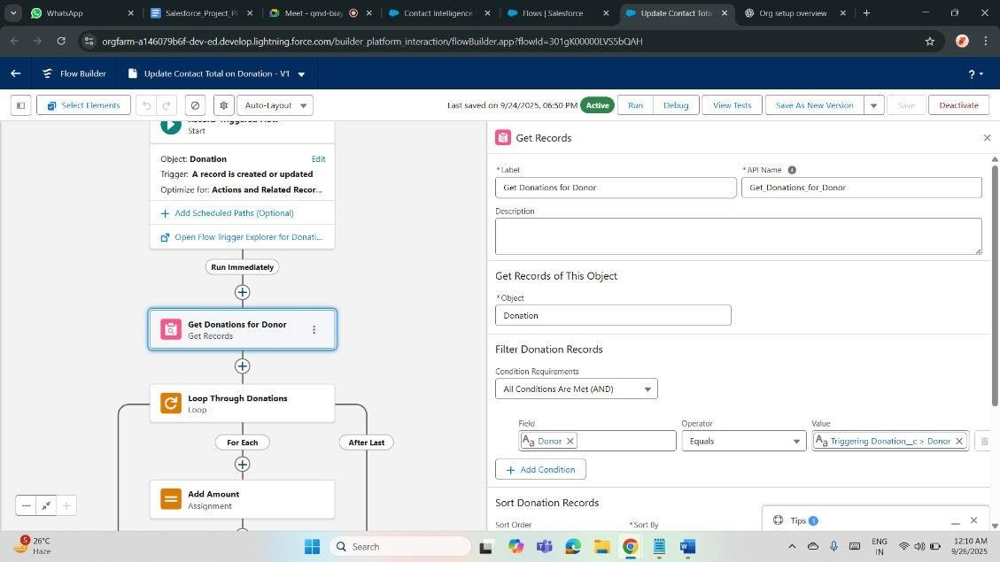 WhatsApp
Salesforce_Project_Pl
Meet - qmd-biay
Contact Intelligence
Flows | Salesforce
Update Contact Total
Org setup overview
orgfarm-a146079b6f-dev-ed.develop.lightning.force.com/builder_platform_interaction/flowBuilder.app?flowId=301gK00000LVS5bQAH
Flow Builder
Update Contact Total on Donation - V1
?
Select Elements
Auto-Layout
Last saved on 9/24/2025, 06:50 PM
Active
Run
Debug
View Tests
Save As New Version
Save
Deactivate
Start
Object: Donation
Edit
Trigger: A record is created or updated
Optimize for: Actions and Related Recor...
Add Scheduled Paths (Optional)
Open Flow Trigger Explorer for Donati...
Run Immediately
Get Donations for Donor
Get Records
Loop Through Donations
Loop
For Each
After Last
Add Amount
Assignment
Get Records
*Label
*API Name
Get Donations for Donor
Get_Donations_for_Donor
Description
Get Records of This Object
*Object
Donation
Filter Donation Records
Condition Requirements
All Conditions Are Met (AND)
Field
Operator
Value
Aa Donor
Equals
Aa Triggering Donation__c > Donor
Add Condition
Sort Donation Records
Sort Order
*Sort By
Tips 1
5
26°C
Haze
Search
ENG
IN
12:10 AM
9/26/2025